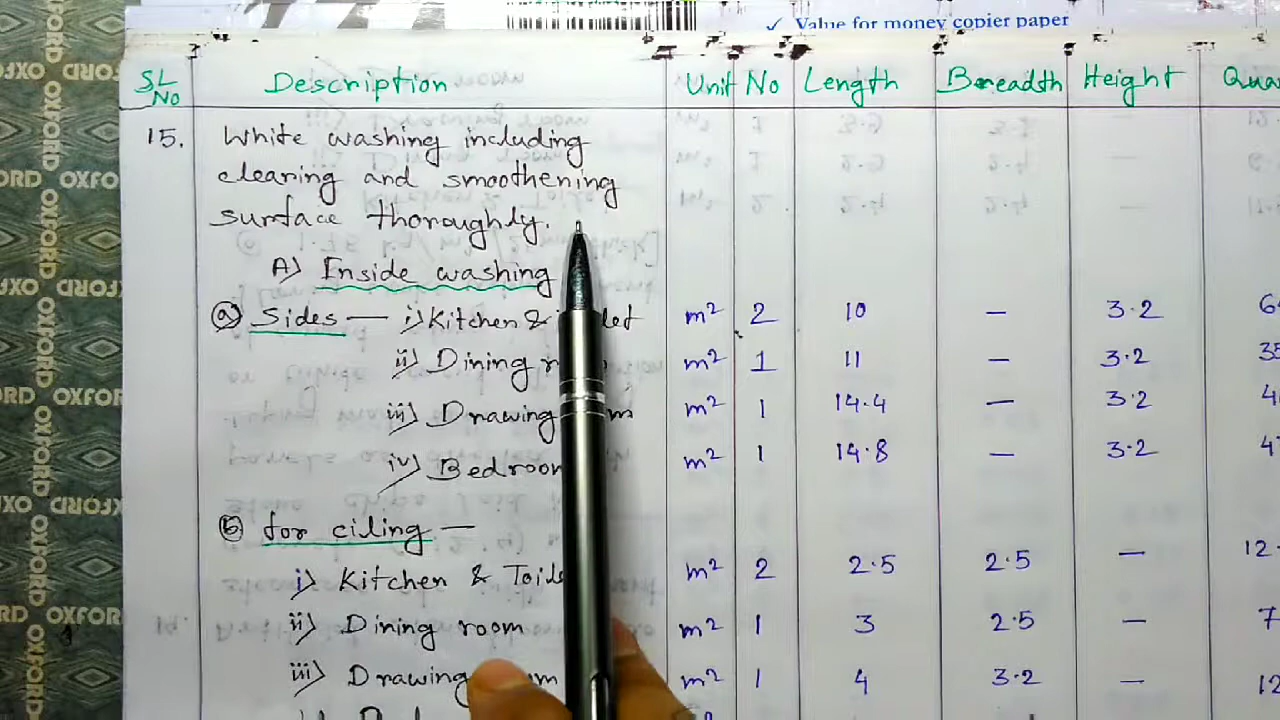 ✓ Value for money copier paper
SL No Description Unit No Length Breadth Height
15. White washing including
clearing and smoothening
surface thoroughly.
A) Inside washing
(a) Sides — i) Kitchen & m² 2 10 — 3.2
ii) Dining m² 1 11 — 3.2
iii) Drawing m² 1 14.4 — 3.2
iv) Bedroom m² 1 14.8 — 3.2
(b) for ciling —
i) Kitchen & m² 2 2.5 2.5 —
ii) Dining room m² 1 3 2.5 —
iii) Drawing m² 1 4 3.2 —
OXFORD